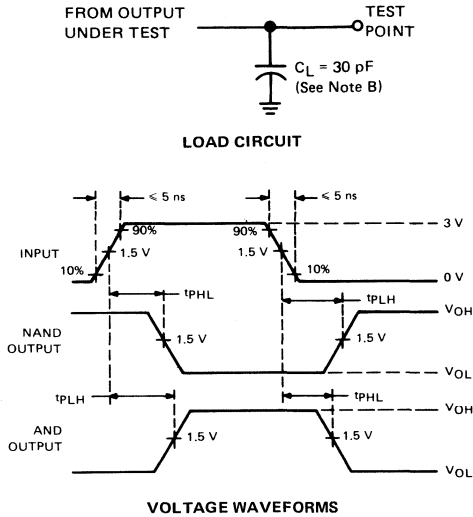 FROM OUTPUT
UNDER TEST
TEST
POINT
CL = 30 pF
(See Note B)
LOAD CIRCUIT
≤ 5 ns
≤ 5 ns
90%
90%
3 V
INPUT
1.5 V
1.5 V
10%
10%
0 V
tPHL
tPLH
VOH
NAND
OUTPUT
1.5 V
1.5 V
VOL
tPLH
tPHL
VOH
AND
OUTPUT
1.5 V
1.5 V
VOL
VOLTAGE WAVEFORMS